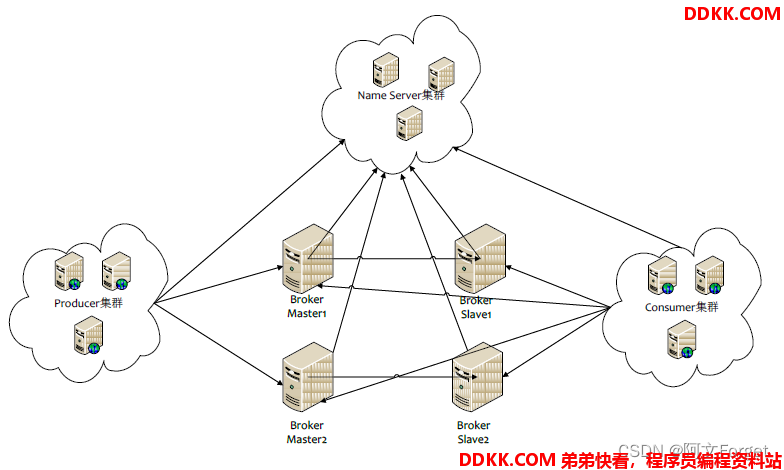 DDKK.COM
Name Server集群
Producer集群
Consumer集群
Broker
Master1
Broker
Slave1
Broker
Master2
Broker
Slave2
CSDN @阿文Forget
DDKK.COM 弟弟快看，程序员编程资料站